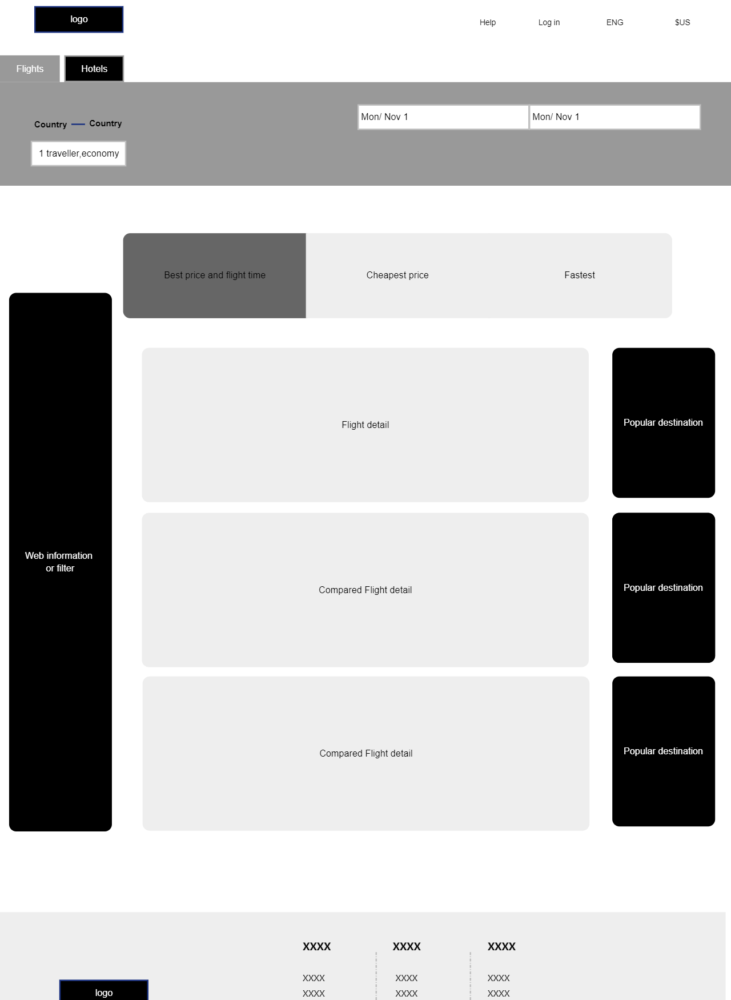 logo
Help
Log in
ENG
$US
Flights
Hotels
Country
Country
Mon/ Nov 1
Mon/ Nov 1
1 traveller,economy
Best price and flight time
Cheapest price
Fastest
Flight detail
Popular destination
Web information
or filter
Compared Flight detail
Popular destination
Compared Flight detail
Popular destination
XXXX
XXXX
XXXX
XXXX
XXXX
XXXX
logo
XXXX
XXXX
XXXX